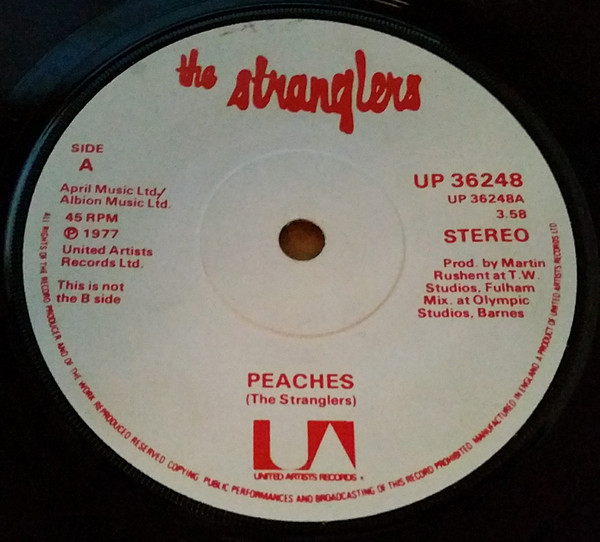 the stranglers
SIDE
A
April Music Ltd/
Albion Music Ltd.
45 RPM
Ⓟ 1977
United Artists
Records Ltd.
This is not
the B side
UP 36248
UP 36248A
3.58
STEREO
Prod. by Martin
Rushent at T.W.
Studios, Fulham
Mix. at Olympic
Studios, Barnes
PEACHES
(The Stranglers)
UA
UNITED ARTISTS RECORDS
ALL RIGHTS OF THE RECORD PRODUCER AND OF THE WORK REPRODUCED RESERVED COPYING PUBLIC PERFORMANCES AND BROADCASTING OF THIS RECORD PROHIBITED MANUFACTURED IN ENGLAND A PRODUCT OF UNITED ARTISTS RECORDS LTD